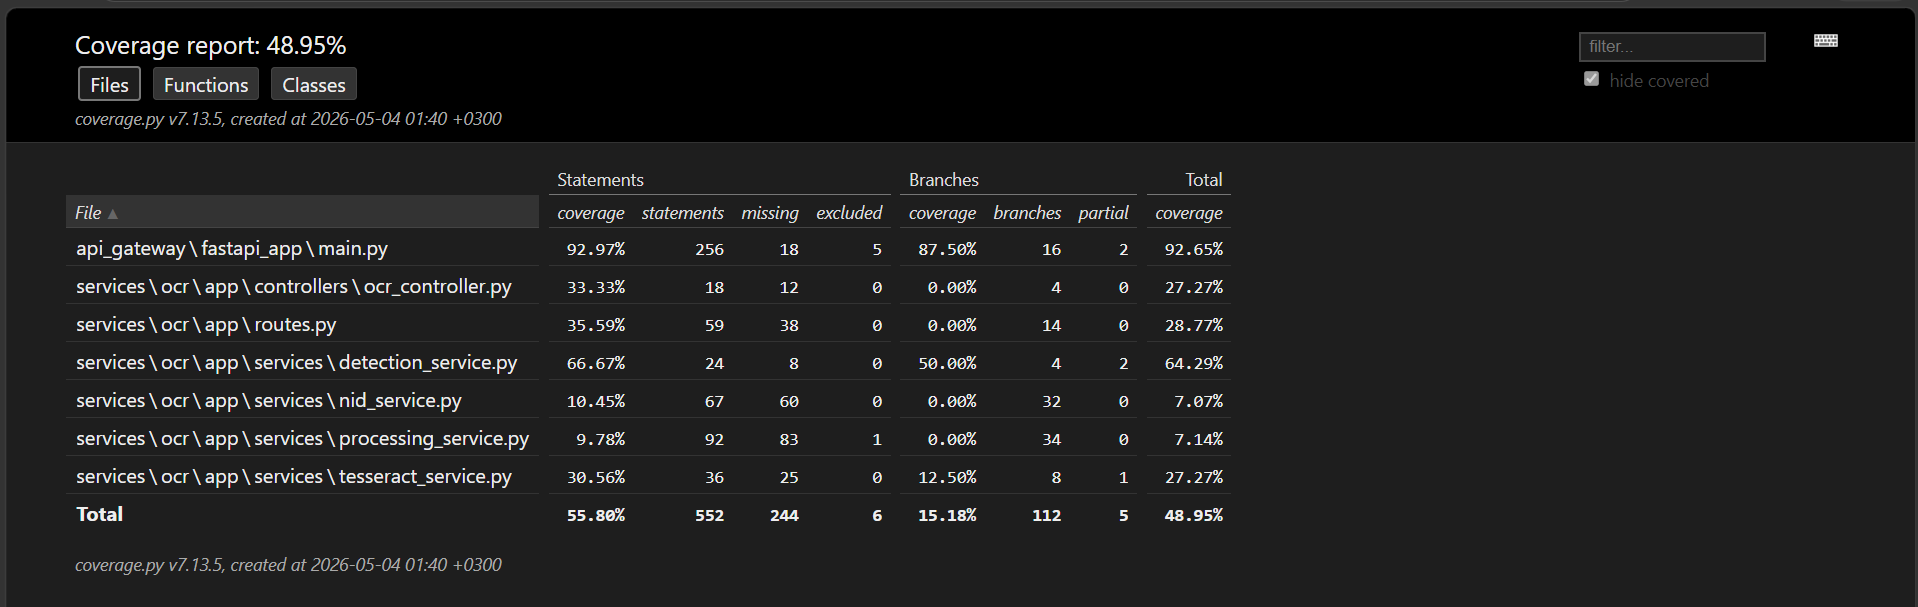 Coverage report: 48.95%
filter...
hide covered
Files Functions Classes
coverage.py v7.13.5, created at 2026-05-04 01:40 +0300
Statements Branches Total
File ▲ coverage statements missing excluded coverage branches partial coverage
api_gateway \ fastapi_app \ main.py 92.97% 256 18 5 87.50% 16 2 92.65%
services \ ocr \ app \ controllers \ ocr_controller.py 33.33% 18 12 0 0.00% 4 0 27.27%
services \ ocr \ app \ routes.py 35.59% 59 38 0 0.00% 14 0 28.77%
services \ ocr \ app \ services \ detection_service.py 66.67% 24 8 0 50.00% 4 2 64.29%
services \ ocr \ app \ services \ nid_service.py 10.45% 67 60 0 0.00% 32 0 7.07%
services \ ocr \ app \ services \ processing_service.py 9.78% 92 83 1 0.00% 34 0 7.14%
services \ ocr \ app \ services \ tesseract_service.py 30.56% 36 25 0 12.50% 8 1 27.27%
Total 55.80% 552 244 6 15.18% 112 5 48.95%
coverage.py v7.13.5, created at 2026-05-04 01:40 +0300